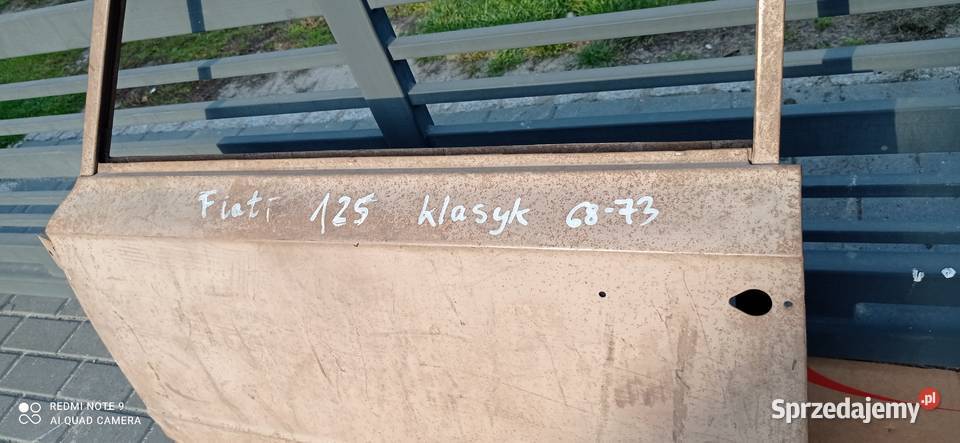 Fiat 125 klasyk 68-73
REDMI NOTE 9
AI QUAD CAMERA
Sprzedajemy.pl